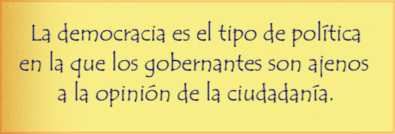 La democracia es el tipo de política
en la que los gobernantes son ajenos
a la opinión de la ciudadanía.